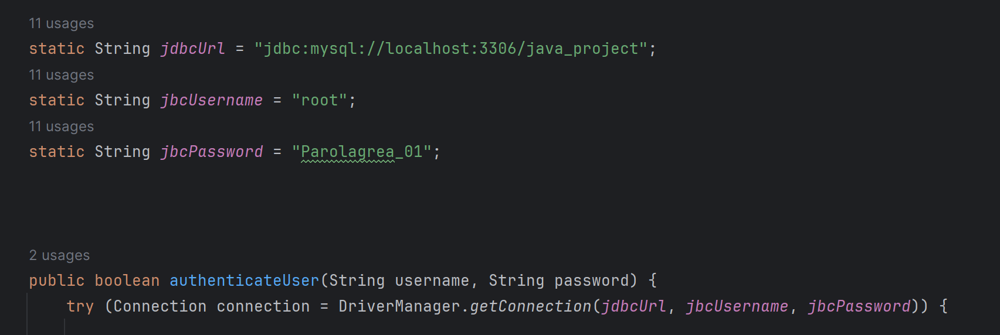 11 usages
static String jdbcUrl = "jdbc:mysql://localhost:3306/java_project";
11 usages
static String jbcUsername = "root";
11 usages
static String jbcPassword = "Parolagrea_01";
2 usages
public boolean authenticateUser(String username, String password) {
try (Connection connection = DriverManager.getConnection(jdbcUrl, jbcUsername, jbcPassword)) {